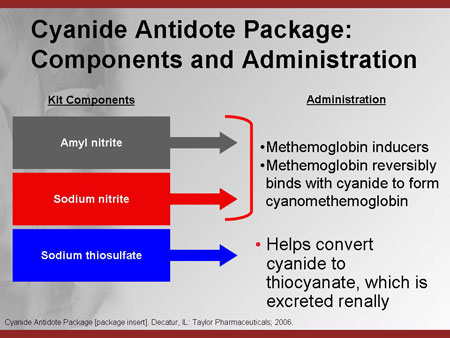 Cyanide Antidote Package:
Components and Administration
Kit Components
Administration
Amyl nitrite
Sodium nitrite
Sodium thiosulfate
•Methemoglobin inducers
•Methemoglobin reversibly
binds with cyanide to form
cyanomethemoglobin
• Helps convert
cyanide to
thiocyanate, which is
excreted renally
Cyanide Antidote Package [package insert]. Decatur, IL: Taylor Pharmaceuticals; 2006.